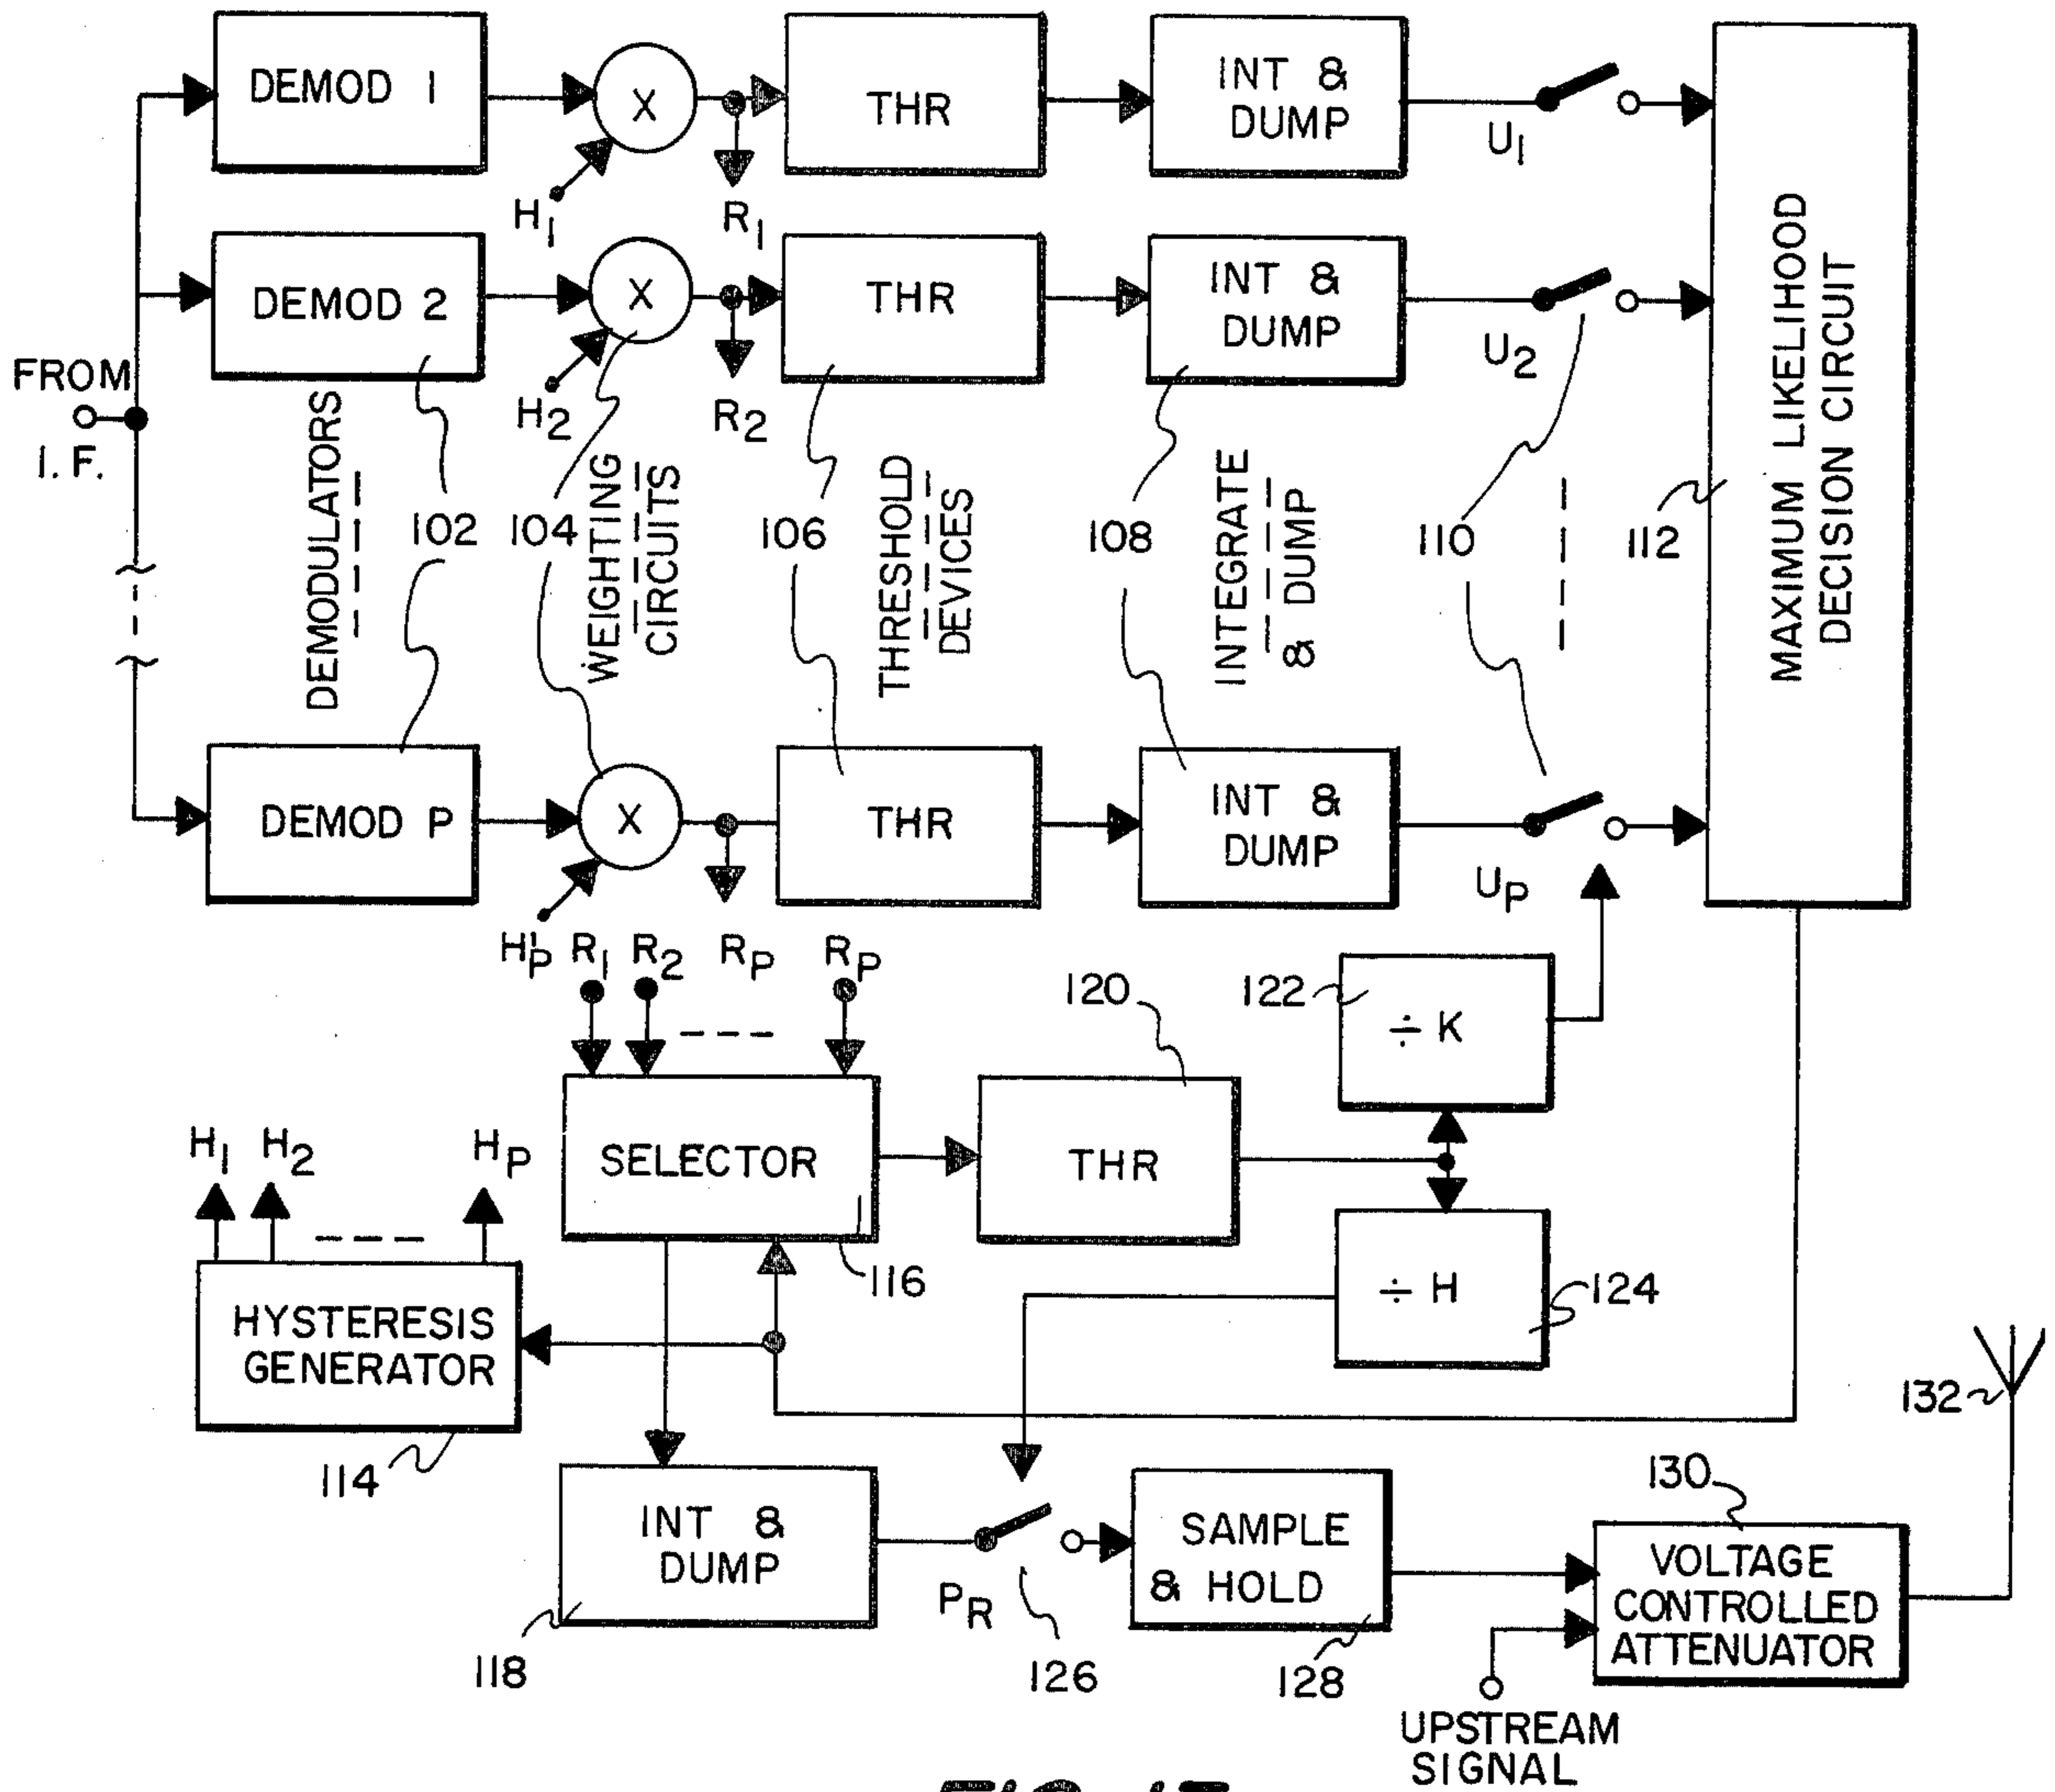 DEMOD 1
X
THR
INT &
DUMP
U1
H1
R1
DEMOD 2
X
THR
INT &
DUMP
U2
H2
R2
FROM
I.F.
MAXIMUM LIKELIHOOD
DECISION CIRCUIT
DEMODULATORS
102
104
WEIGHTING
CIRCUITS
106
THRESHOLD
DEVICES
108
INTEGRATE
& DUMP
110
112
DEMOD P
X
THR
INT &
DUMP
UP
H'P
RP
R1
R2
RP
120
122
÷ K
H1
H2
HP
SELECTOR
THR
116
÷ H
124
HYSTERESIS
GENERATOR
114
132
INT &
DUMP
118
PR
126
SAMPLE
& HOLD
128
130
VOLTAGE
CONTROLLED
ATTENUATOR
UPSTREAM
SIGNAL